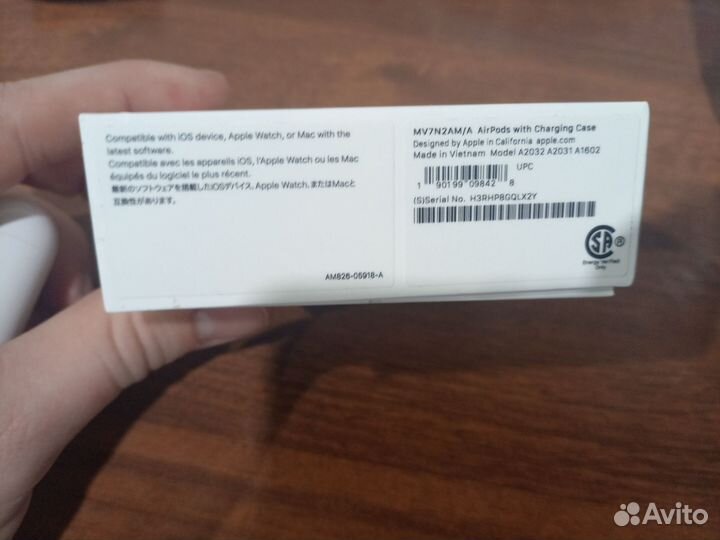 Compatible with iOS device, Apple Watch, or Mac with the
latest software.
Compatible avec les appareils iOS, l'Apple Watch ou les Mac
équipés du logiciel le plus récent.
最新のソフトウェアを搭載したiOSデバイス、Apple Watch、またはMacと
互換性があります。
AM826-05918-A
MV7N2AM/A AirPods with Charging Case
Designed by Apple in California apple.com
Made in Vietnam Model A2032 A2031 A1602
UPC
1 90199 09842 8
(S)Serial No. H3RHP8GQLX2Y
CSA ®
Energy Verified
Only
Avito